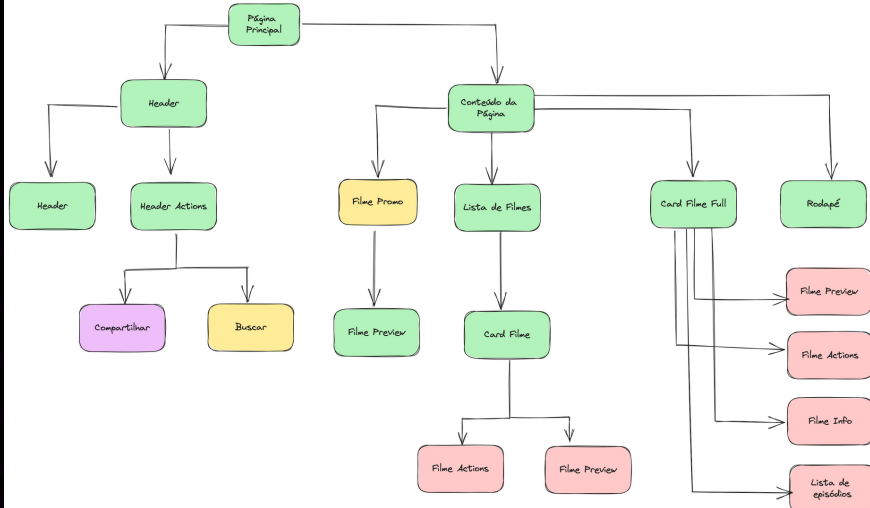 Página
Principal
Header
Conteúdo da
Página
Header
Header Actions
Filme Promo
Lista de Filmes
Card Filme Full
Rodapé
Compartilhar
Buscar
Filme Preview
Card Filme
Filme Preview
Filme Actions
Filme Info
Filme Actions
Filme Preview
Lista de
episódios